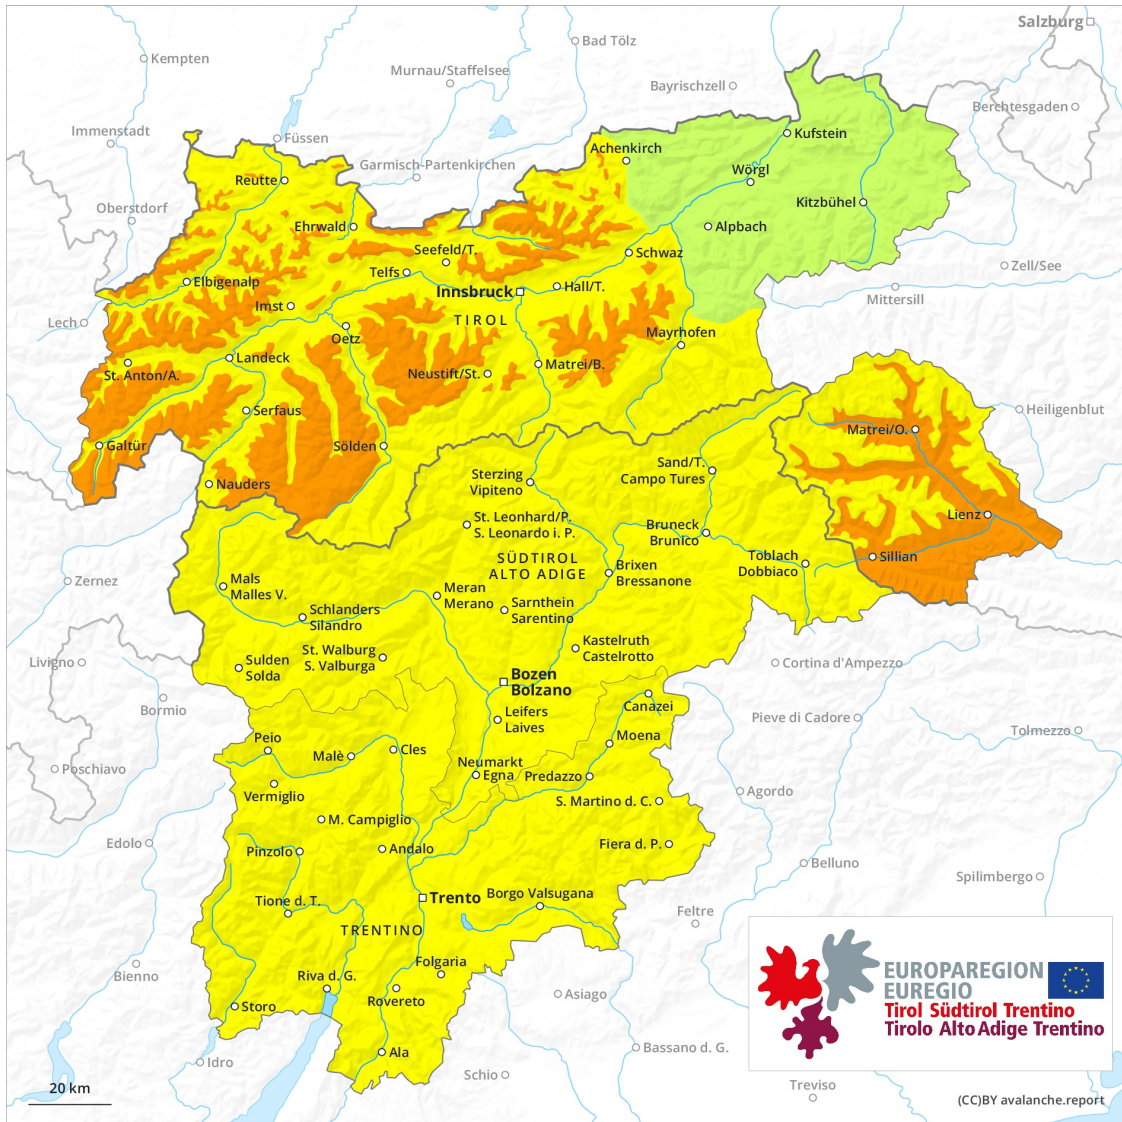 Salzburg
Bad Tölz
Kempten
Murnau/Staffelsee
Bayrischzell
Berchtesgaden
Immenstadt
Füssen
Kufstein
Achenkirch
Garmisch-Partenkirchen
Wörgl
Reutte
Kitzbühel
Oberstdorf
Ehrwald
Alpbach
Seefeld/T.
Schwaz
Telfs
Zell/See
Elbigenalp
Hall/T.
Innsbruck
Mittersill
Imst
TIROL
Lech
Mayrhofen
Oetz
Landeck
Matrei/B.
St. Anton/A.
Neustift/St.
Serfaus
Heiligenblut
Matrei/O.
Galtür
Sölden
Sand/T.
Campo Tures
Sterzing
Vipiteno
Nauders
St. Leonhard/P.
S. Leonardo i. P.
Lienz
Bruneck
Brunico
SÜDTIROL
ALTO ADIGE
Toblach
Dobbiaco
Sillian
Brixen
Bressanone
Zernez
Mals
Malles V.
Meran
Merano
Sarnthein
Sarentino
Schlanders
Silandro
Kastelruth
Castelrotto
St. Walburg
S. Valburga
Livigno
Sulden
Solda
Cortina d'Ampezzo
Bozen
Bolzano
Bormio
Canazei
Leifers
Laives
Pieve di Cadore
Tolmezzo
Peio
Moena
Malè
Cles
Neumarkt
Egna
Poschiavo
Predazzo
Vermiglio
Agordo
S. Martino d. C.
M. Campiglio
Edolo
Pinzolo
Andalo
Fiera d. P.
Belluno
Spilimbergo
Trento
Borgo Valsugana
Tione d. T.
Feltre
TRENTINO
Folgaria
Bienno
Riva d. G.
Rovereto
Asiago
Storo
EUROPAREGION
EUREGIO
Tirol Südtirol Trentino
Tirolo Alto Adige Trentino
Ala
Bassano d. G.
Idro
Schio
Treviso
20 km
(CC)BY avalanche.report